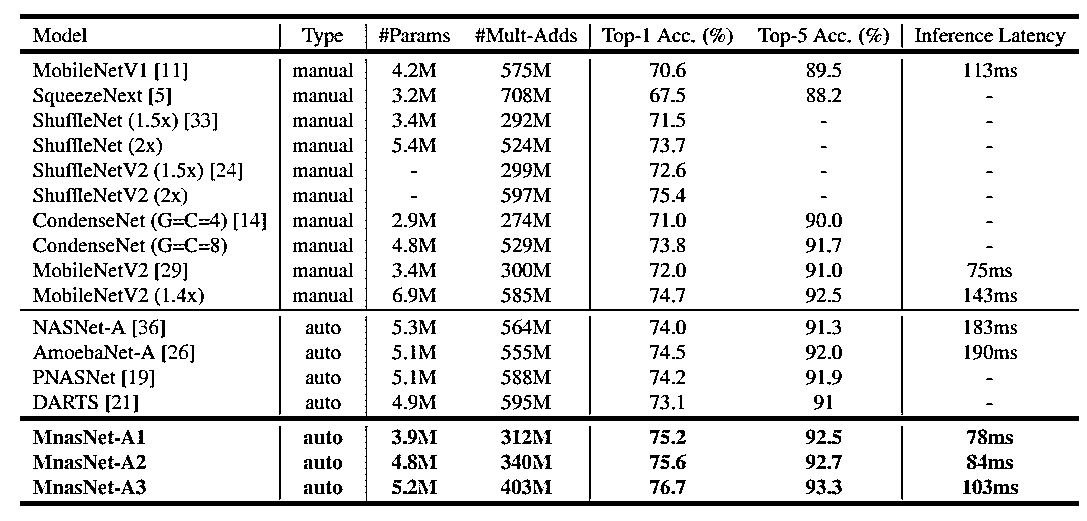 Model Type #Params #Mult-Adds Top-1 Acc. (%) Top-5 Acc. (%) Inference Latency
MobileNetV1 [11] manual 4.2M 575M 70.6 89.5 113ms
SqueezeNext [5] manual 3.2M 708M 67.5 88.2 -
ShuffleNet (1.5x) [33] manual 3.4M 292M 71.5 - -
ShuffleNet (2x) manual 5.4M 524M 73.7 - -
ShuffleNetV2 (1.5x) [24] manual - 299M 72.6 - -
ShuffleNetV2 (2x) manual - 597M 75.4 - -
CondenseNet (G=C=4) [14] manual 2.9M 274M 71.0 90.0 -
CondenseNet (G=C=8) manual 4.8M 529M 73.8 91.7 -
MobileNetV2 [29] manual 3.4M 300M 72.0 91.0 75ms
MobileNetV2 (1.4x) manual 6.9M 585M 74.7 92.5 143ms
NASNet-A [36] auto 5.3M 564M 74.0 91.3 183ms
AmoebaNet-A [26] auto 5.1M 555M 74.5 92.0 190ms
PNASNet [19] auto 5.1M 588M 74.2 91.9 -
DARTS [21] auto 4.9M 595M 73.1 91 -
MnasNet-A1 auto 3.9M 312M 75.2 92.5 78ms
MnasNet-A2 auto 4.8M 340M 75.6 92.7 84ms
MnasNet-A3 auto 5.2M 403M 76.7 93.3 103ms